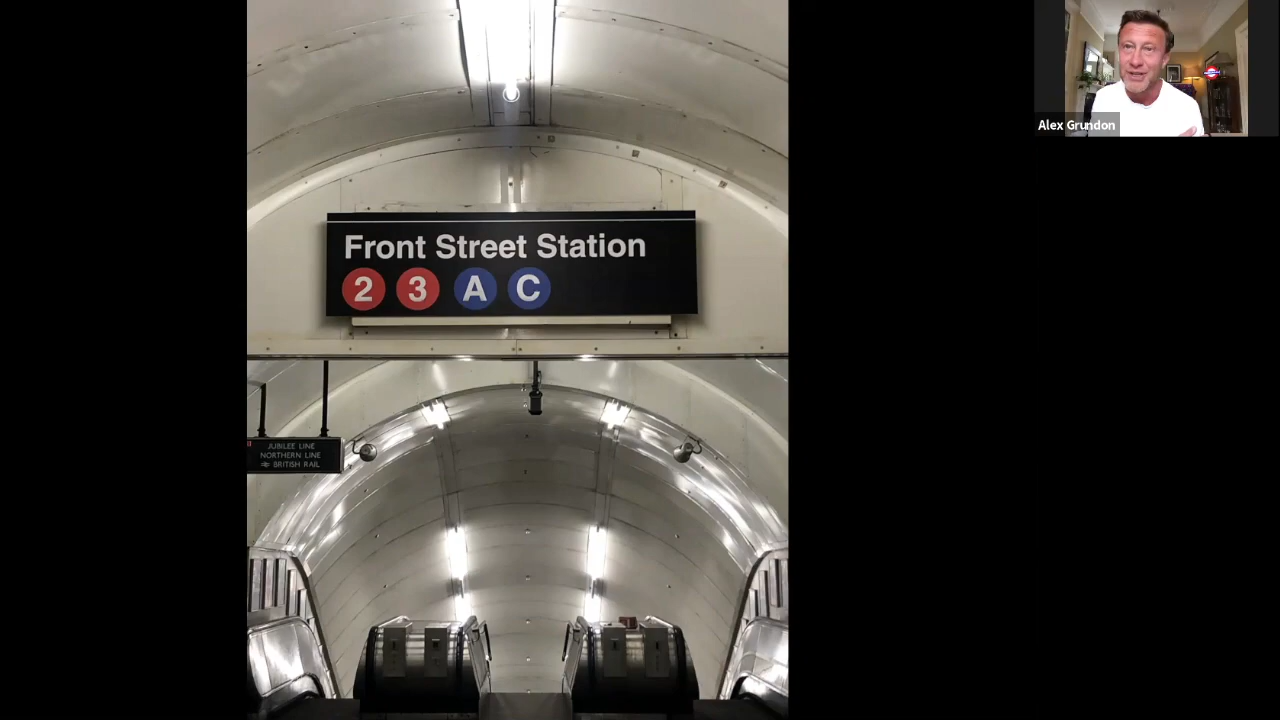 Front Street Station
2 3 A C
JUBILEE LINE
NORTHERN LINE
BRITISH RAIL
Alex Grundon